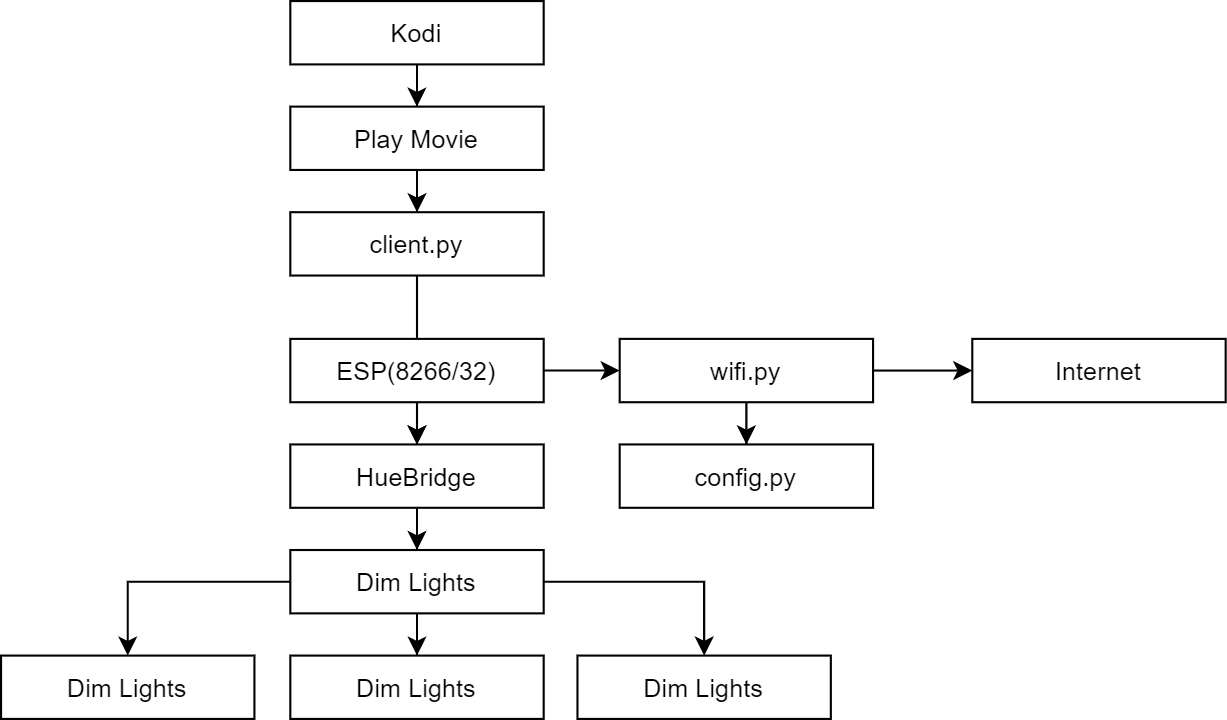 Kodi
Play Movie
client.py
ESP(8266/32)
wifi.py
Internet
HueBridge
config.py
Dim Lights
Dim Lights
Dim Lights
Dim Lights